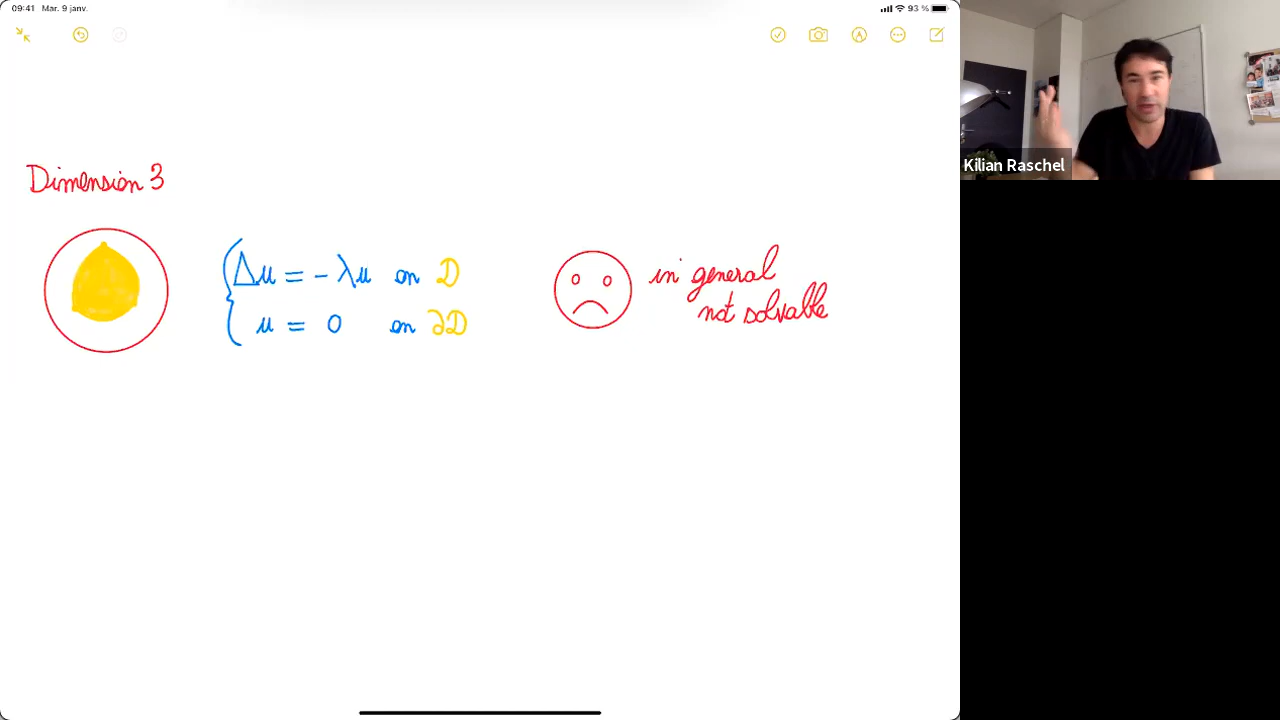 09:41 Mar. 9 janv.
93 %
Dimension 3
Δu = - λu on D
u = 0 on ∂D
in general
not solvable
Kilian Raschel